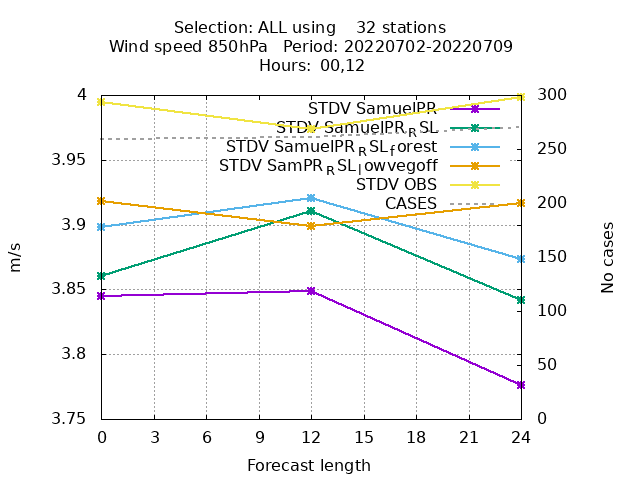 Selection: ALL using 32 stations
Wind speed 850hPa Period: 20220702-20220709
Hours: 00,12
4
3.95
3.9
3.85
3.8
3.75
m/s
300
250
200
150
100
50
0
No cases
STDV SamuelPR
STDV SamuelPR_RSL
STDV SamuelPR_RSL_forest
STDV SamPR_RSL_lowvegoff
STDV OBS
CASES
0 3 6 9 12 15 18 21 24
Forecast length